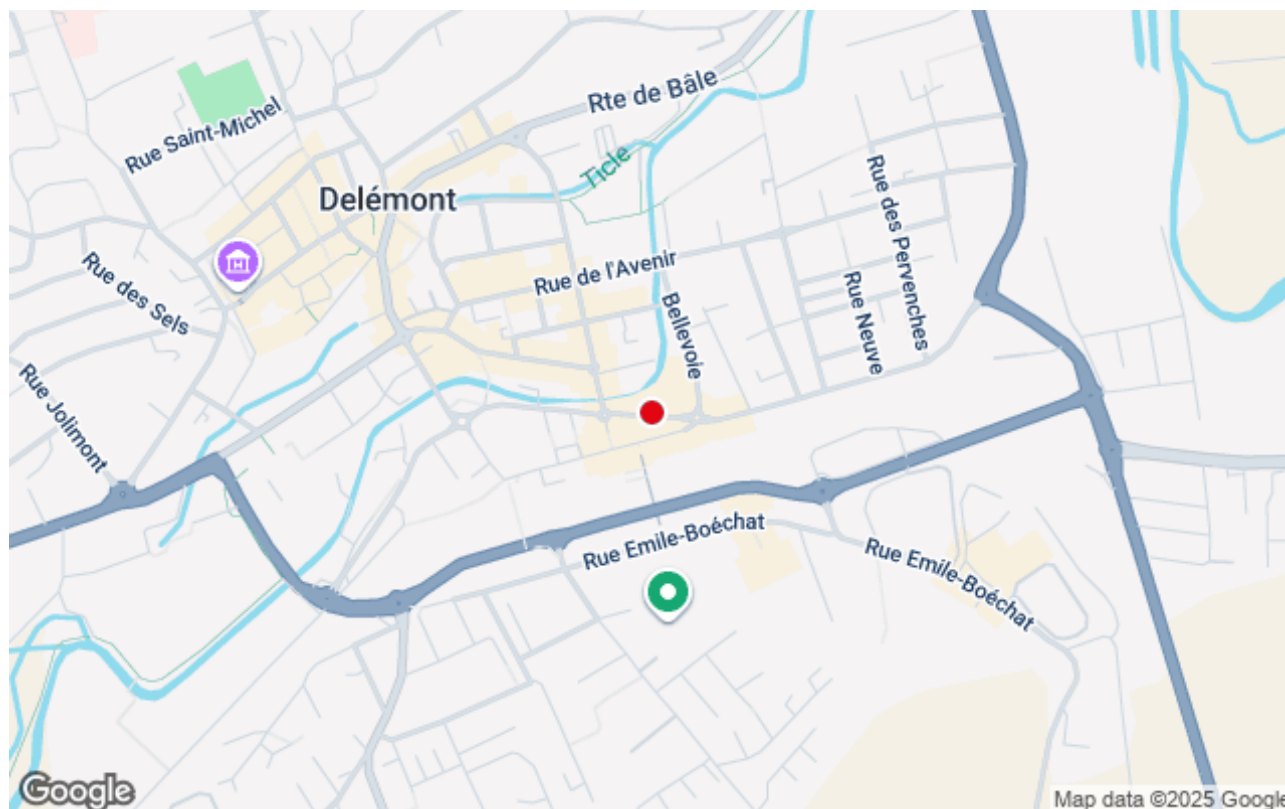 Rte de Bâle
Rue Saint-Michel
Ticle
Delémont
Rue des Pervenches
Rue de l'Avenir
Rue des Sels
Bellevoie
Rue Neuve
Rue Jolimont
Rue Emile-Boéchat
Rue Emile-Boéchat
Google
Map data ©2025 Google